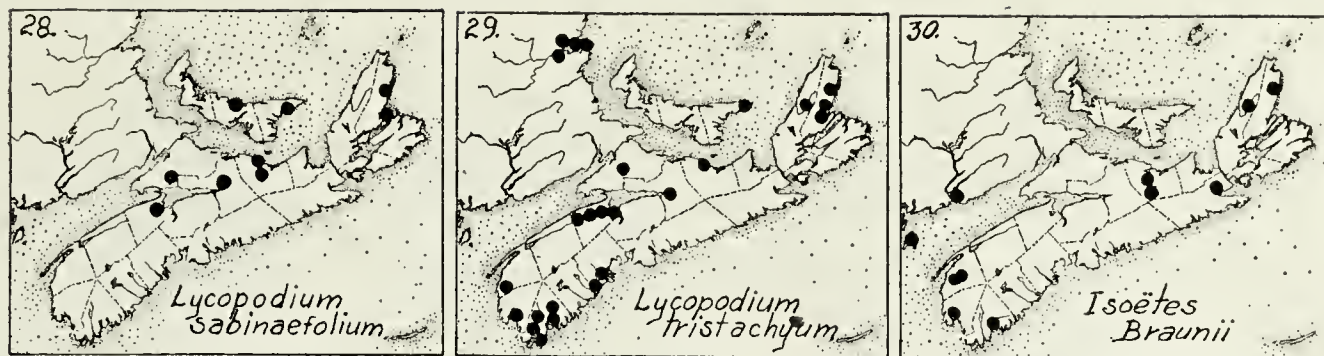 28.
Lycopodium
sabinaefolium
29.
Lycopodium
tristachyum
30.
Isoëtes
Braunii